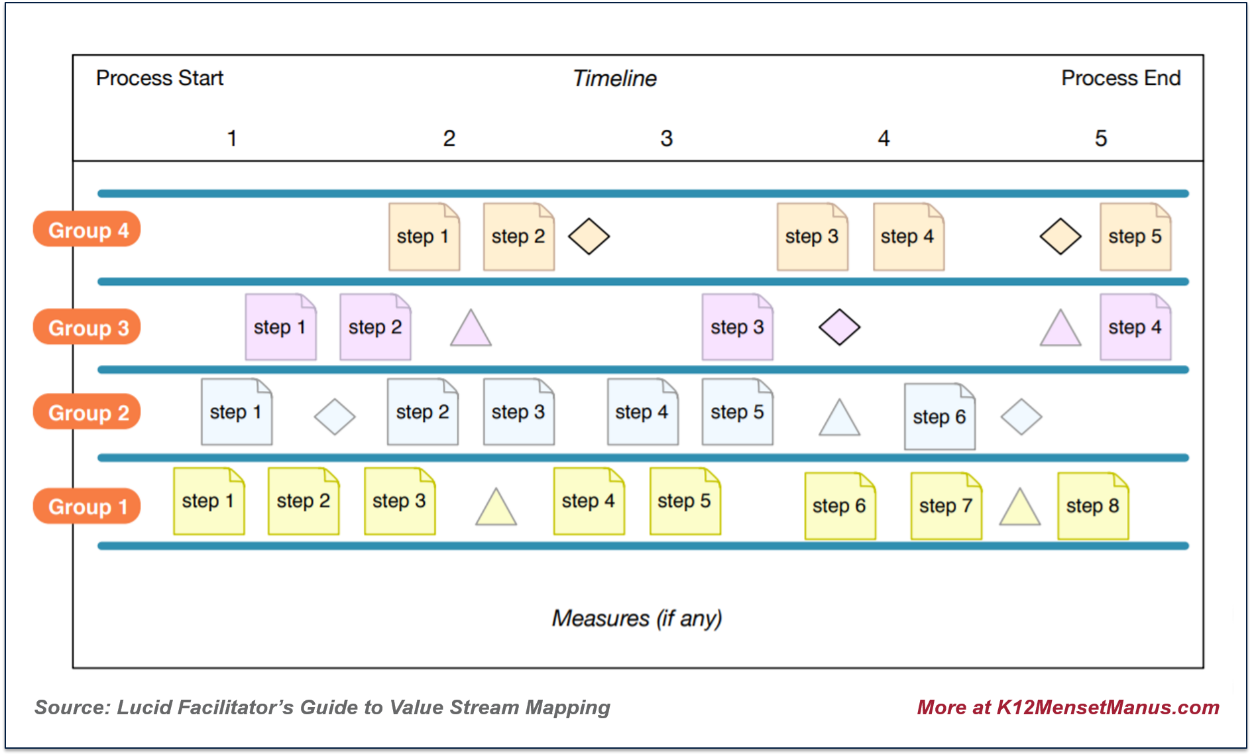 Process Start Timeline Process End
1 2 3 4 5
Group 4 step 1 step 2 step 3 step 4 step 5
Group 3 step 1 step 2 step 3 step 4
Group 2 step 1 step 2 step 3 step 4 step 5 step 6
Group 1 step 1 step 2 step 3 step 4 step 5 step 6 step 7 step 8
Measures (if any)
Source: Lucid Facilitator’s Guide to Value Stream Mapping More at K12MensetManus.com